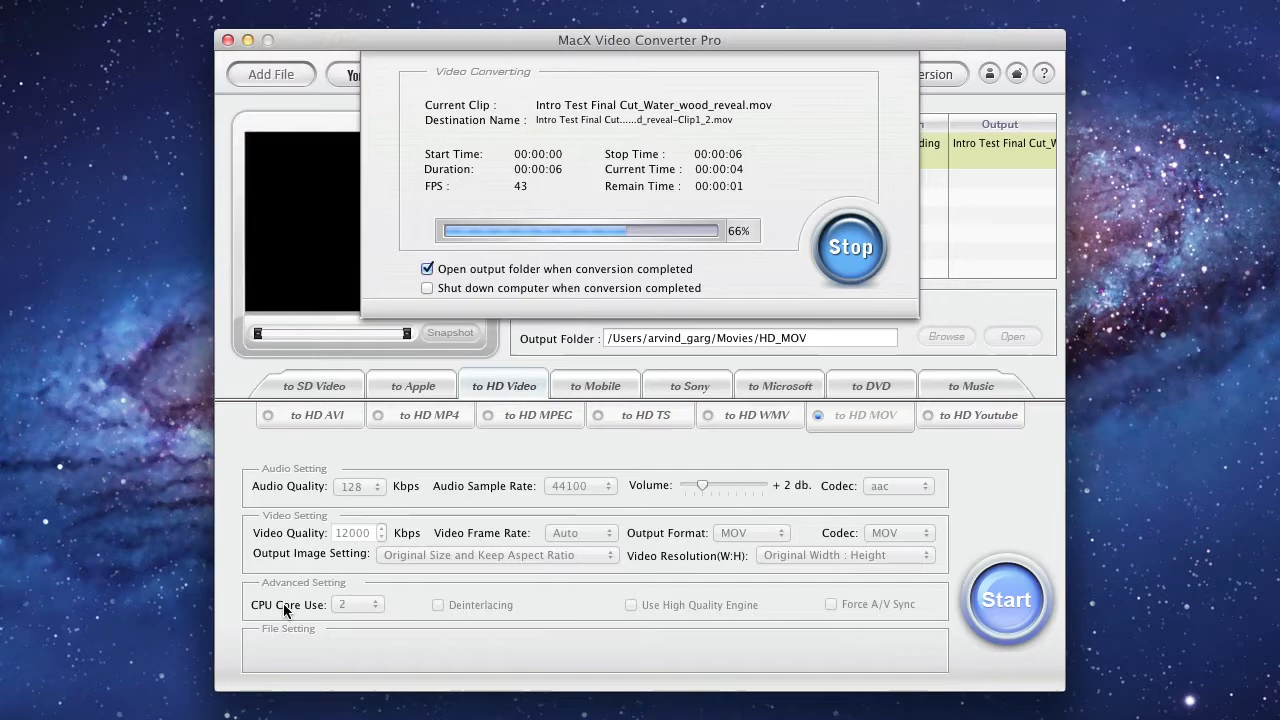 MacX Video Converter Pro
Add File
You
ersion
?
Video Converting
Current Clip : Intro Test Final Cut_Water_wood_reveal.mov
Destination Name : Intro Test Final Cut......d_reveal-Clip1_2.mov
Start Time: 00:00:00 Stop Time : 00:00:06
Duration: 00:00:06 Current Time : 00:00:04
FPS : 43 Remain Time : 00:00:01
66%
Stop
Open output folder when conversion completed
Shut down computer when conversion completed
n Output
ding Intro Test Final Cut_W
Snapshot
Output Folder : /Users/arvind_garg/Movies/HD_MOV Browse Open
to SD Video to Apple to HD Video to Mobile to Sony to Microsoft to DVD to Music
to HD AVI to HD MP4 to HD MPEG to HD TS to HD WMV to HD MOV to HD Youtube
Audio Setting
Audio Quality: 128 Kbps Audio Sample Rate: 44100 Volume: + 2 db. Codec: aac
Video Setting
Video Quality: 12000 Kbps Video Frame Rate: Auto Output Format: MOV Codec: MOV
Output Image Setting: Original Size and Keep Aspect Ratio Video Resolution(W:H): Original Width : Height
Advanced Setting
CPU Core Use: 2 Deinterlacing Use High Quality Engine Force A/V Sync
Start
File Setting